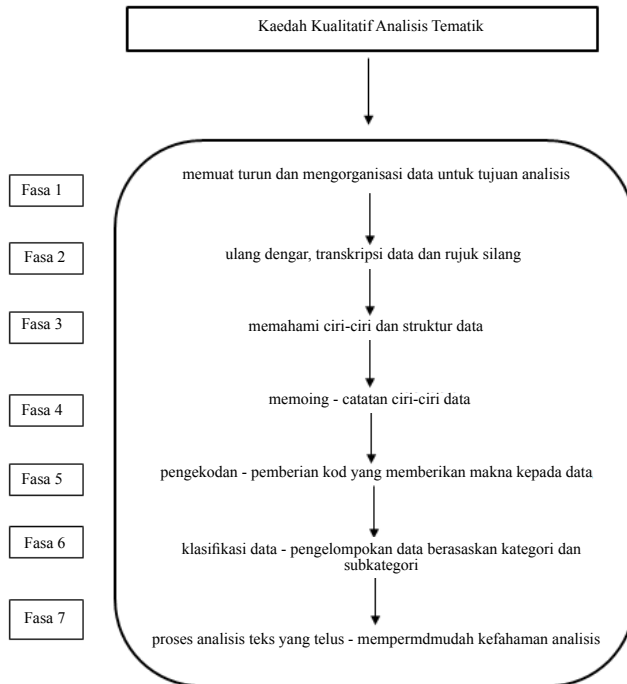 Kaedah Kualitatif Analisis Tematik
Fasa 1
memuat turun dan mengorganisasi data untuk tujuan analisis
Fasa 2
ulang dengar, transkripsi data dan rujuk silang
Fasa 3
memahami ciri-ciri dan struktur data
Fasa 4
memoing - catatan ciri-ciri data
Fasa 5
pengekodan - pemberian kod yang memberikan makna kepada data
Fasa 6
klasifikasi data - pengelompokan data berasaskan kategori dan
subkategori
Fasa 7
proses analisis teks yang telus - mempermdmudah kefahaman analisis